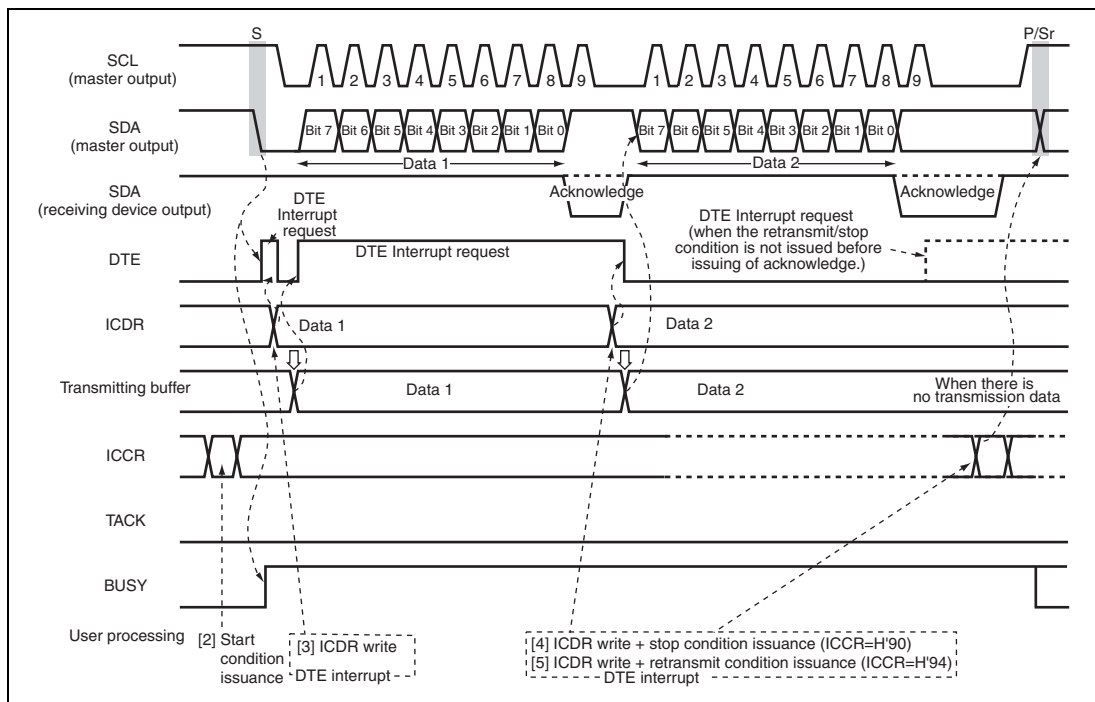 S
P/Sr
SCL
(master output)
1 2 3 4 5 6 7 8 9 1 2 3 4 5 6 7 8 9
SDA
(master output)
Bit 7 Bit 6 Bit 5 Bit 4 Bit 3 Bit 2 Bit 1 Bit 0 Bit 7 Bit 6 Bit 5 Bit 4 Bit 3 Bit 2 Bit 1 Bit 0
Data 1
Data 2
SDA
(receiving device output)
Acknowledge
Acknowledge
DTE
Interrupt
request
DTE Interrupt request
(when the retransmit/stop
condition is not issued before
issuing of acknowledge.)
DTE
DTE Interrupt request
ICDR
Data 1
Data 2
Transmitting buffer
Data 1
Data 2
When there is
no transmission data
ICCR
TACK
BUSY
User processing
[2] Start
condition
issuance
[3] ICDR write
DTE interrupt
[4] ICDR write + stop condition issuance (ICCR=H'90)
[5] ICDR write + retransmit condition issuance (ICCR=H'94)
DTE interrupt